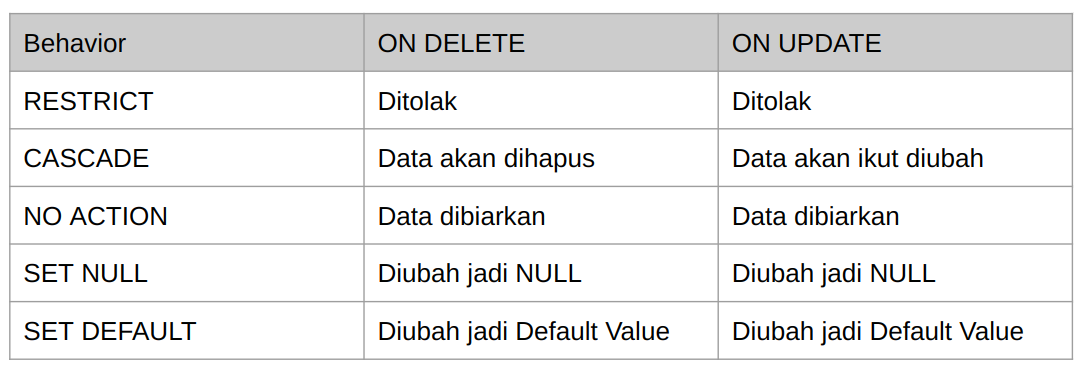 Behavior ON DELETE ON UPDATE
RESTRICT Ditolak Ditolak
CASCADE Data akan dihapus Data akan ikut diubah
NO ACTION Data dibiarkan Data dibiarkan
SET NULL Diubah jadi NULL Diubah jadi NULL
SET DEFAULT Diubah jadi Default Value Diubah jadi Default Value